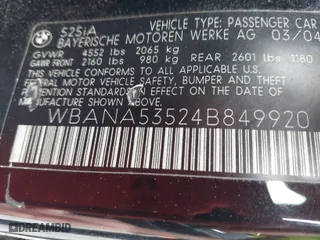 525iA VEHICLE TYPE: PASSENGER CAR
BAYERISCHE MOTOREN WERKE AG 03/04
GVWR 4552 lbs 2065 kg
GAWR FRONT 2160 lbs 980 kg REAR 2601 lbs 1180
THIS VEHICLE CONFORMS TO ALL APPLICABLE
FEDERAL MOTOR VEHICLE SAFETY, BUMPER,
AND THEFT PREVENTION STANDARDS IN EFFECT
ON THE DATE OF MANUFACTURE SHOWN ABOVE
WBANA53524B849920
DREAMBID